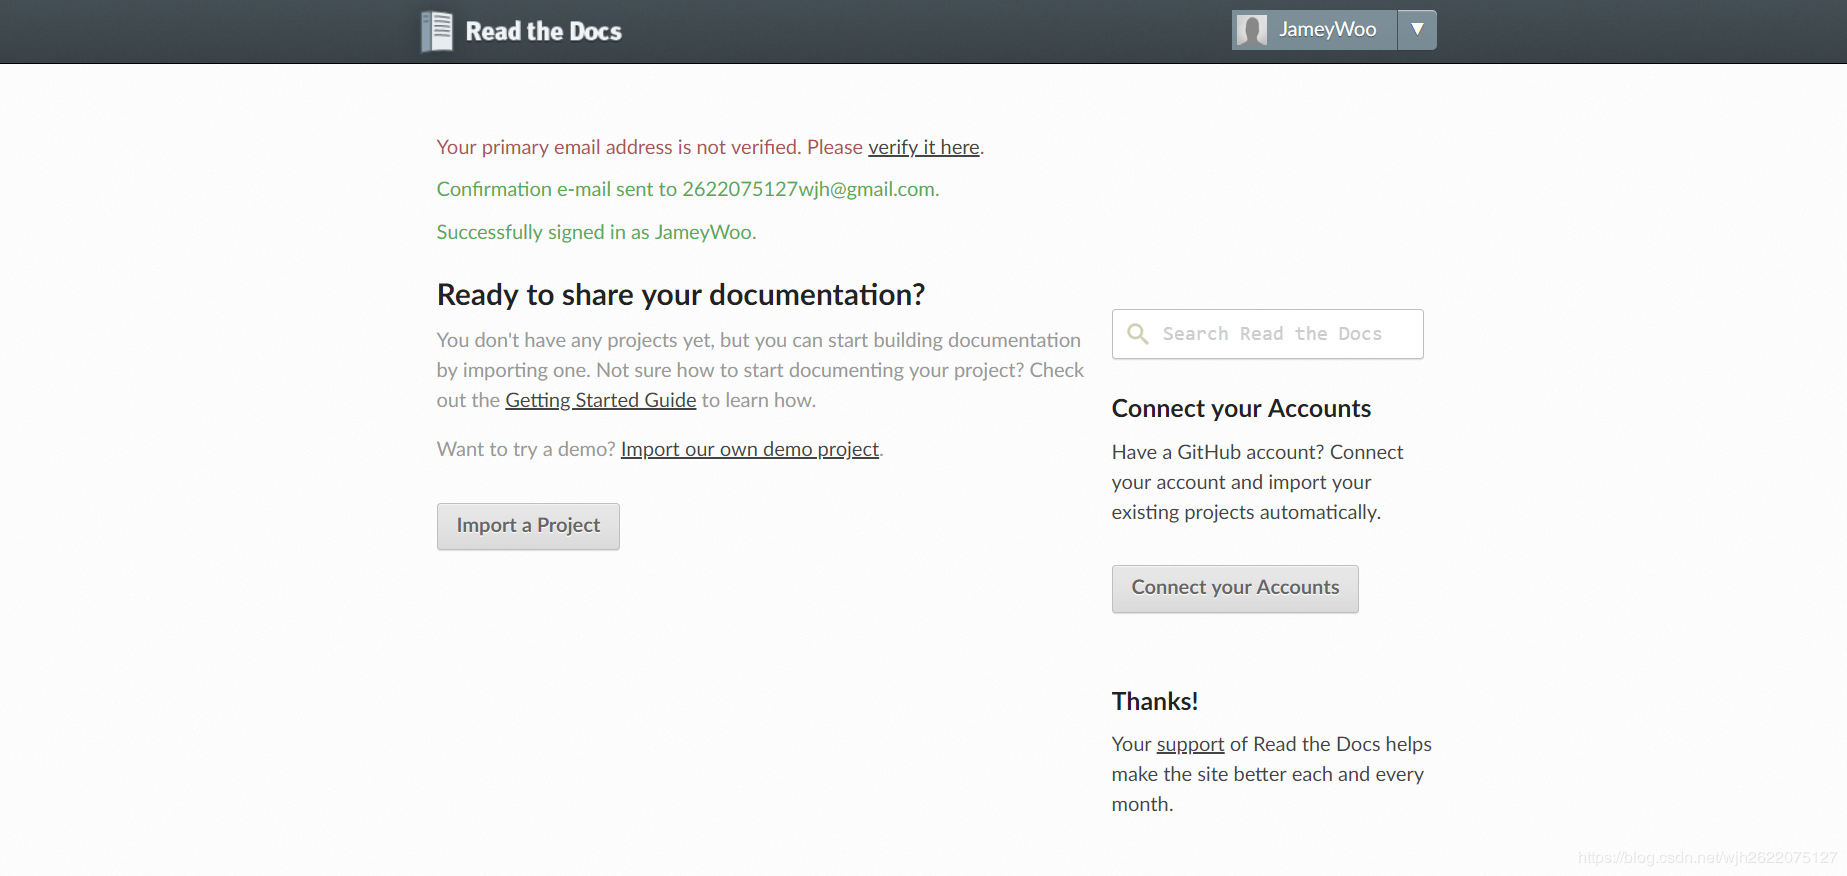 Read the Docs
JameyWoo
▼
Your primary email address is not verified. Please verify it here.
Confirmation e-mail sent to 2622075127wjh@gmail.com.
Successfully signed in as JameyWoo.
Ready to share your documentation?
You don't have any projects yet, but you can start building documentation
by importing one. Not sure how to start documenting your project? Check
out the Getting Started Guide to learn how.
Want to try a demo? Import our own demo project.
Import a Project
Search Read the Docs
Connect your Accounts
Have a GitHub account? Connect
your account and import your
existing projects automatically.
Connect your Accounts
Thanks!
Your support of Read the Docs helps
make the site better each and every
month.
https://blog.csdn.net/wjh2622075127